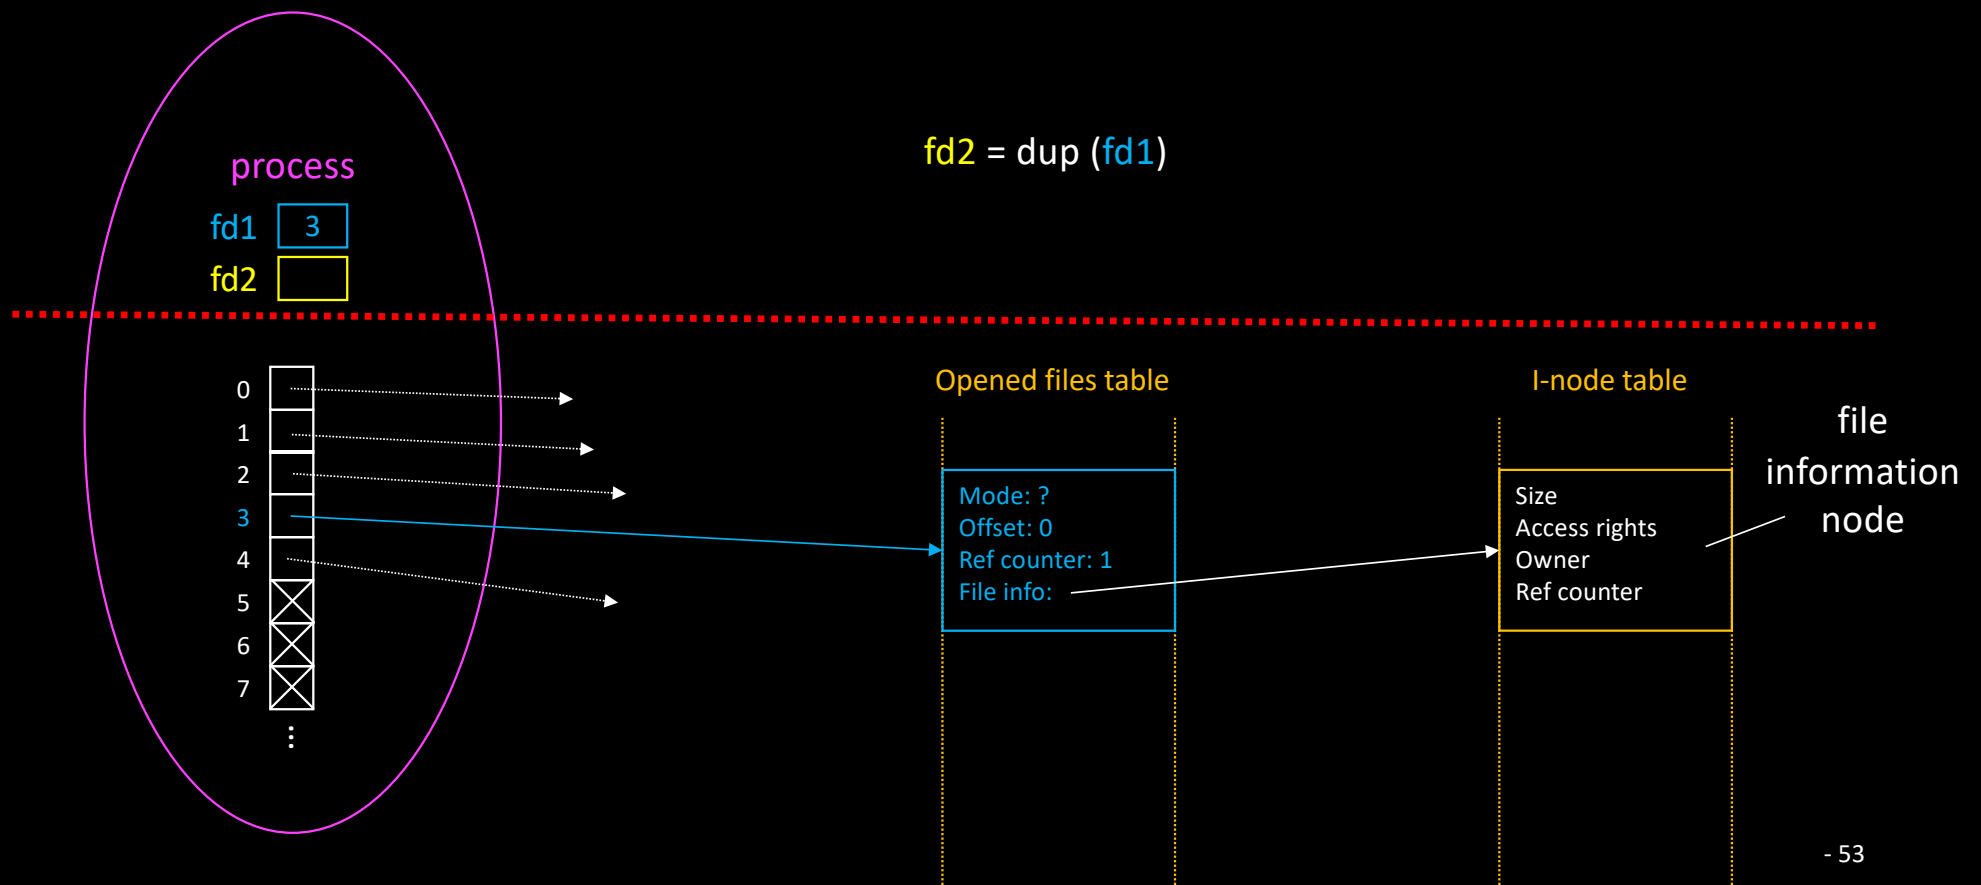 fd2 = dup (fd1)
process
fd1 3
fd2
0
1
2
3
4
5
6
7
...
Opened files table
Mode: ?
Offset: 0
Ref counter: 1
File info:
I-node table
Size
Access rights
Owner
Ref counter
file
information
node
- 53